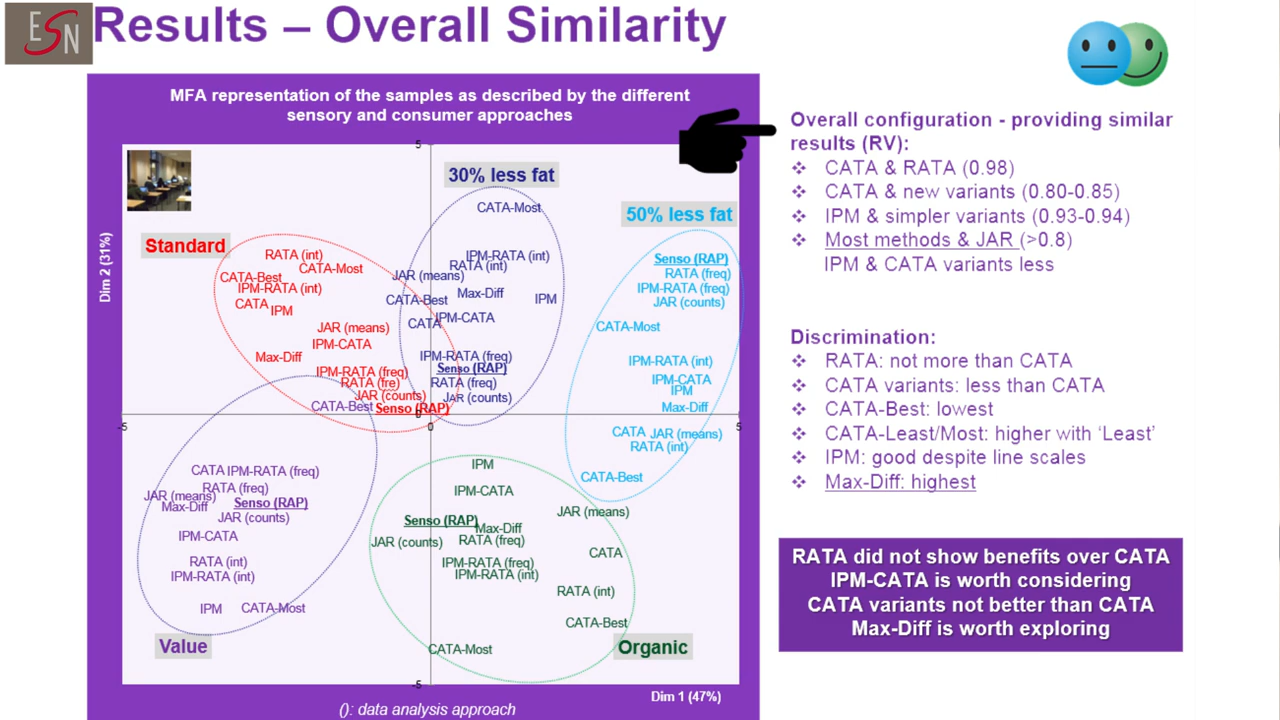 ESN
Results – Overall Similarity
MFA representation of the samples as described by the different
sensory and consumer approaches
5
30% less fat
CATA-Most
50% less fat
Standard
RATA (int)
CATA-Most
CATA-Best
IPM-RATA (int)
CATA
IPM
JAR (means)
IPM-CATA
Max-Diff
IPM-RATA (freq)
RATA (fre)
JAR (counts)
Senso (RAP)
IPM-RATA (int)
RATA (int)
JAR (means)
Max-Diff
CATA-Best
IPM
IPM-CATA
CATA
IPM-RATA (freq)
Senso (RAP)
RATA (freq)
JAR (counts)
Senso (RAP)
RATA (freq)
IPM-RATA (freq)
JAR (counts)
CATA-Most
IPM-RATA (int)
IPM-CATA
IPM
Max-Diff
CATA
JAR (means)
RATA (int)
CATA-Best
Dim 2 (31%)
-5
0
0
5
CATA-Best
CATA
IPM-RATA (freq)
RATA (freq)
JAR (means)
Max-Diff
Senso (RAP)
JAR (counts)
IPM-CATA
RATA (int)
IPM-RATA (int)
IPM
CATA-Most
Value
IPM
IPM-CATA
JAR (means)
Senso (RAP)
Max-Diff
JAR (counts)
RATA (freq)
CATA
IPM-RATA (freq)
IPM-RATA (int)
RATA (int)
CATA-Best
CATA-Most
Organic
-5
Dim 1 (47%)
(): data analysis approach
Overall configuration - providing similar
results (RV):
❖ CATA & RATA (0.98)
❖ CATA & new variants (0.80-0.85)
❖ IPM & simpler variants (0.93-0.94)
❖ Most methods & JAR (>0.8)
IPM & CATA variants less
Discrimination:
❖ RATA: not more than CATA
❖ CATA variants: less than CATA
❖ CATA-Best: lowest
❖ CATA-Least/Most: higher with ‘Least’
❖ IPM: good despite line scales
❖ Max-Diff: highest
RATA did not show benefits over CATA
IPM-CATA is worth considering
CATA variants not better than CATA
Max-Diff is worth exploring